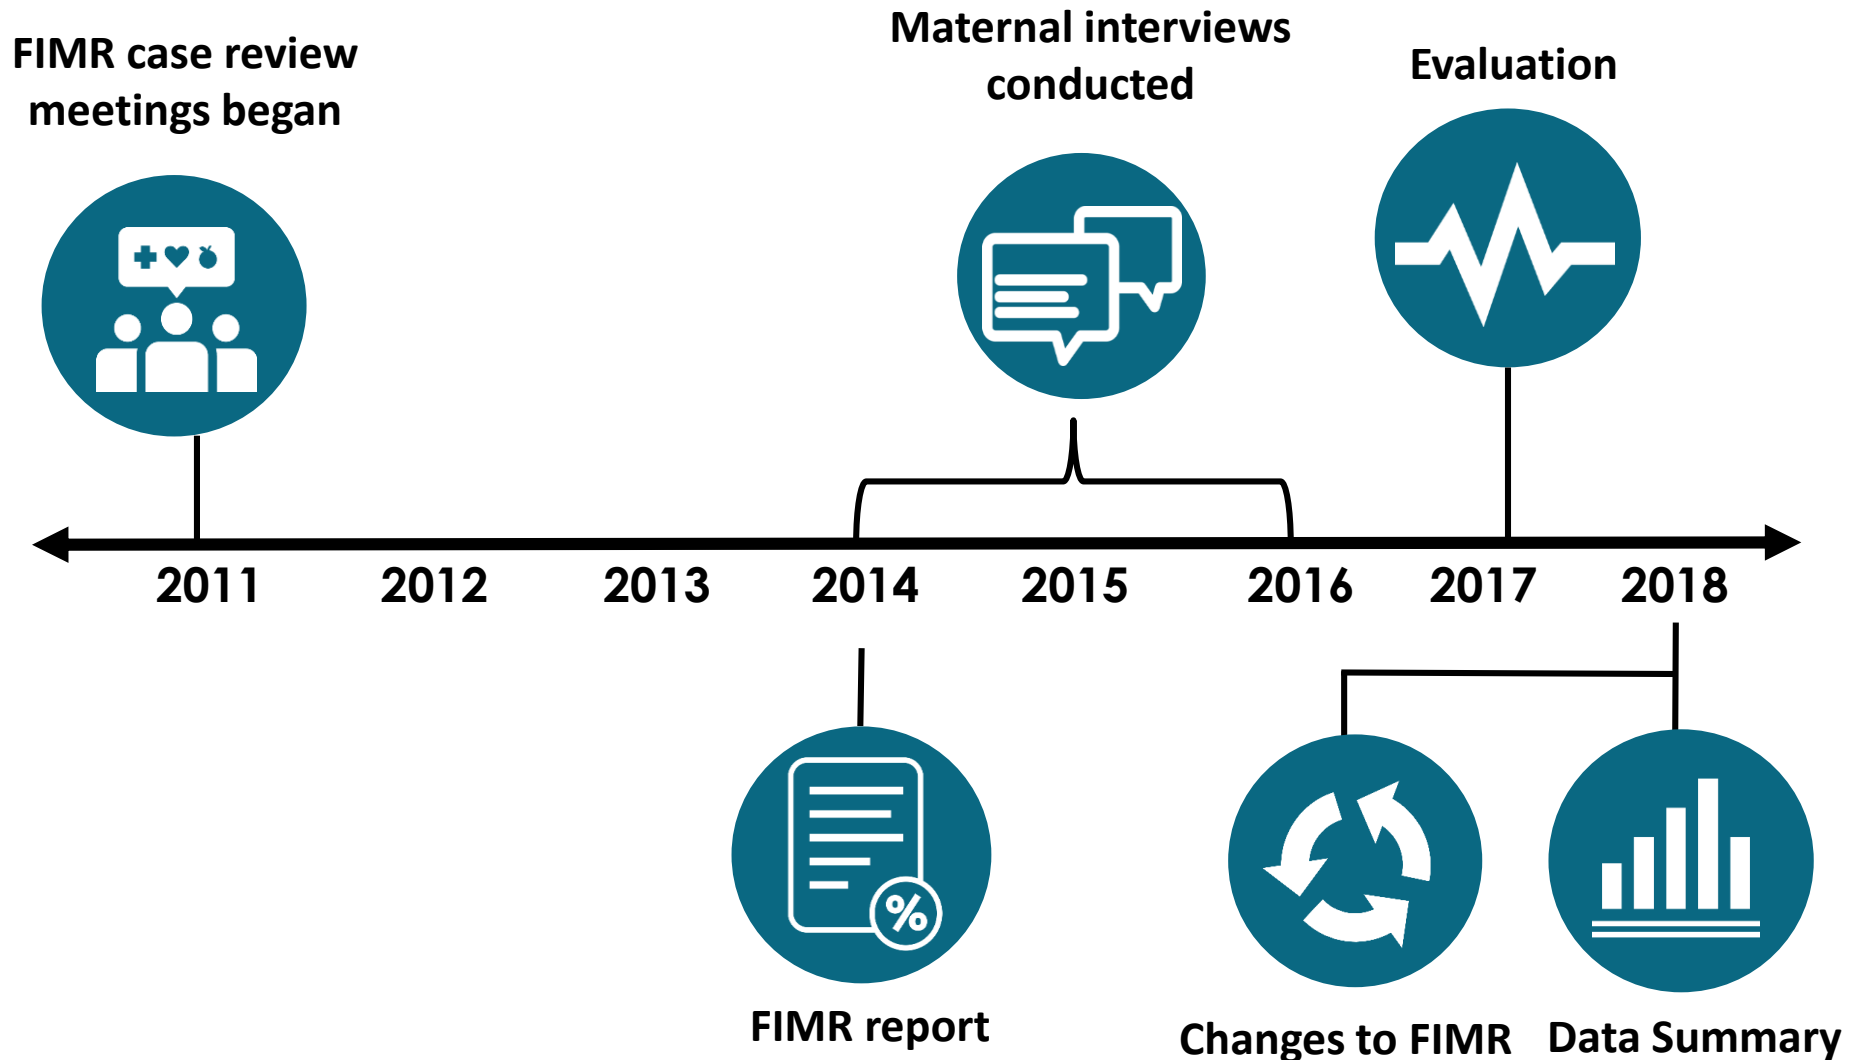 FIMR case review
meetings began
Maternal interviews
conducted
Evaluation
2011 2012 2013 2014 2015 2016 2017 2018
%
FIMR report
Changes to FIMR
Data Summary